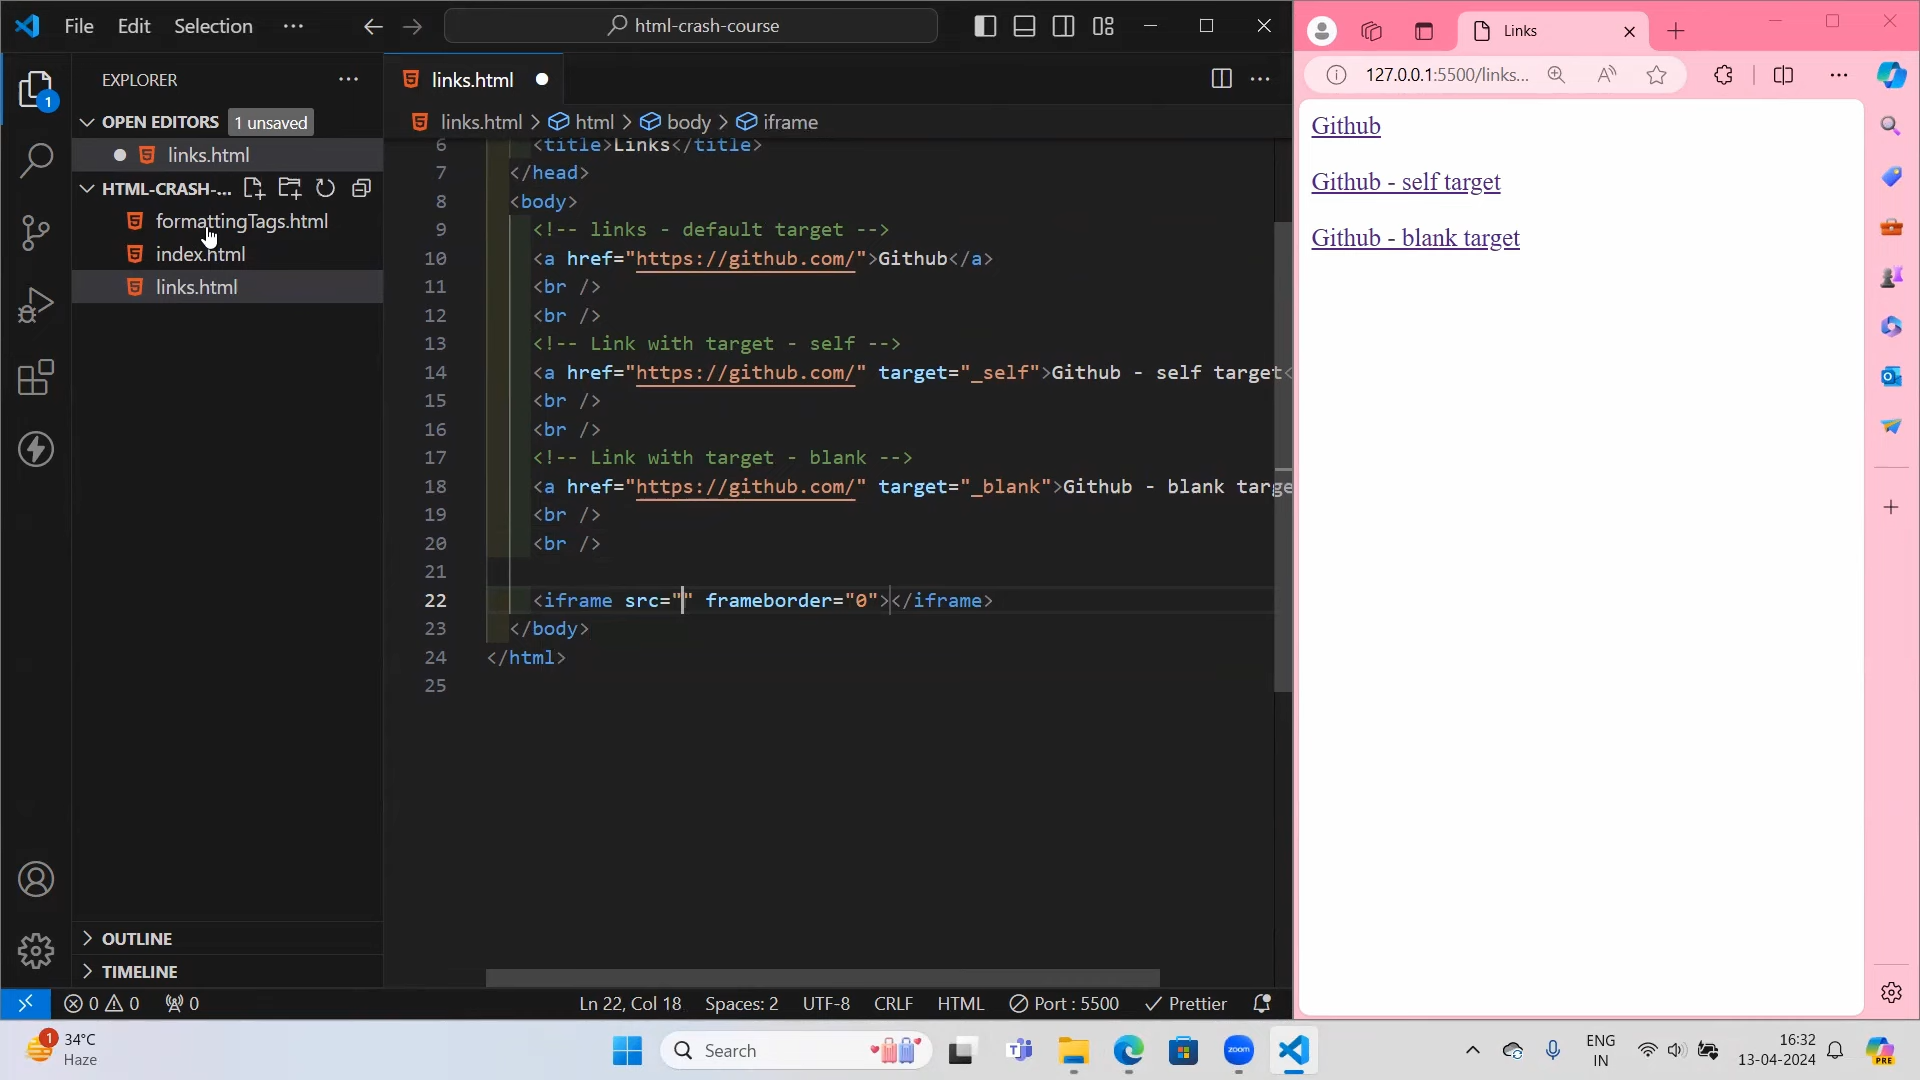 File Edit Selection ···
html-crash-course
EXPLORER
OPEN EDITORS 1 unsaved
links.html
HTML-CRASH-...
formattingTags.html
index.html
links.html
OUTLINE
TIMELINE
1
links.html
links.html > html > body > iframe
6 <title>Links</title>
7 </head>
8 <body>
9 <!-- links - default target -->
10 <a href="https://github.com/">Github</a>
11 <br />
12 <br />
13 <!-- Link with target - self -->
14 <a href="https://github.com/" target="_self">Github - self target<
15 <br />
16 <br />
17 <!-- Link with target - blank -->
18 <a href="https://github.com/" target="_blank">Github - blank targe
19 <br />
20 <br />
21
22 <iframe src="" frameborder="0"></iframe>
23 </body>
24 </html>
25
0 0 0 Ln 22, Col 18 Spaces: 2 UTF-8 CRLF HTML Port : 5500 Prettier
Links
127.0.0.1:5500/links...
Github
Github - self target
Github - blank target
1 34°C
Haze
Search
zoom
ENG
IN
16:32
13-04-2024
PRE